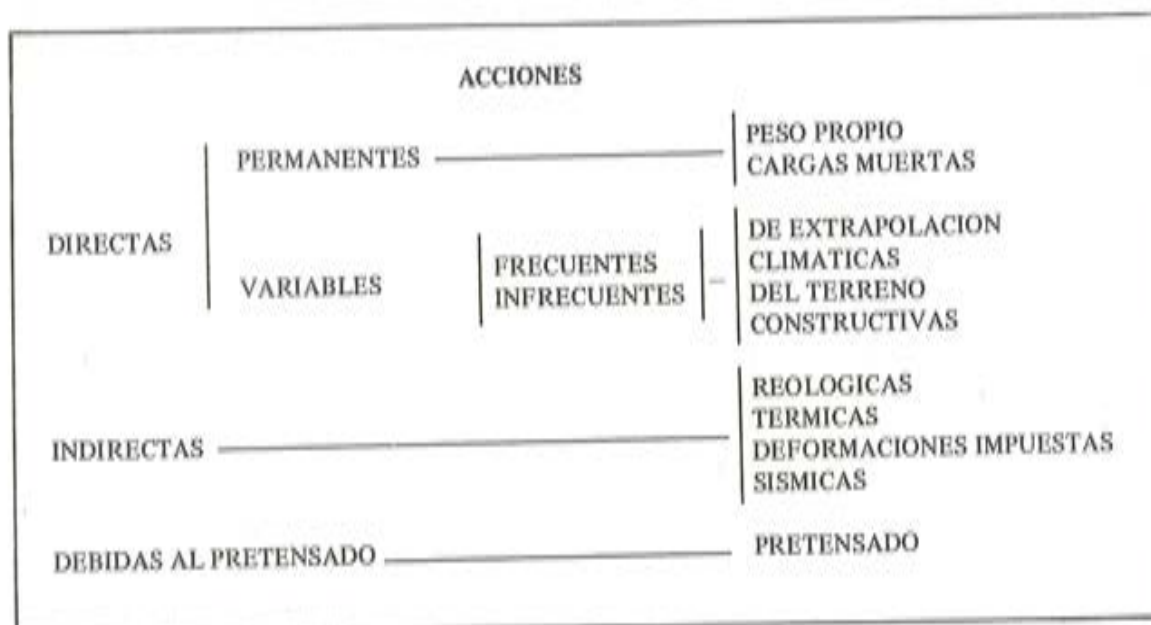 ACCIONES
DIRECTAS
PERMANENTES
PESO PROPIO
CARGAS MUERTAS
VARIABLES
FRECUENTES
INFRECUENTES
DE EXTRAPOLACION
CLIMATICAS
DEL TERRENO
CONSTRUCTIVAS
INDIRECTAS
REOLOGICAS
TERMICAS
DEFORMACIONES IMPUESTAS
SISMICAS
DEBIDAS AL PRETENSADO
PRETENSADO